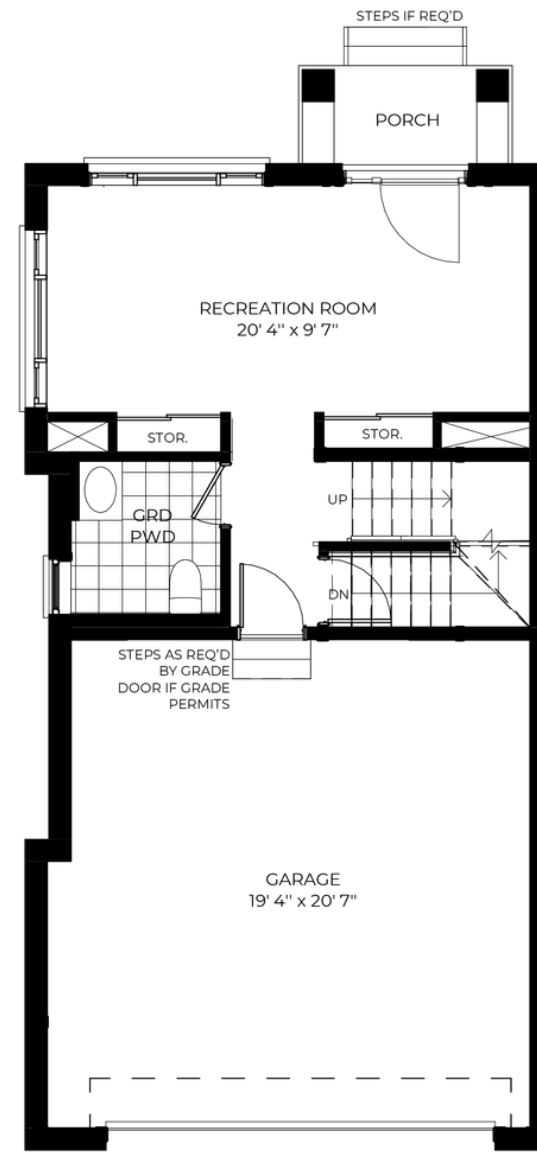 STEPS IF REQ'D
PORCH
RECREATION ROOM
20' 4" x 9' 7"
STOR.
STOR.
GRD
PWD
UP
DN
STEPS AS REQ'D
BY GRADE
DOOR IF GRADE
PERMITS
GARAGE
19' 4" x 20' 7"